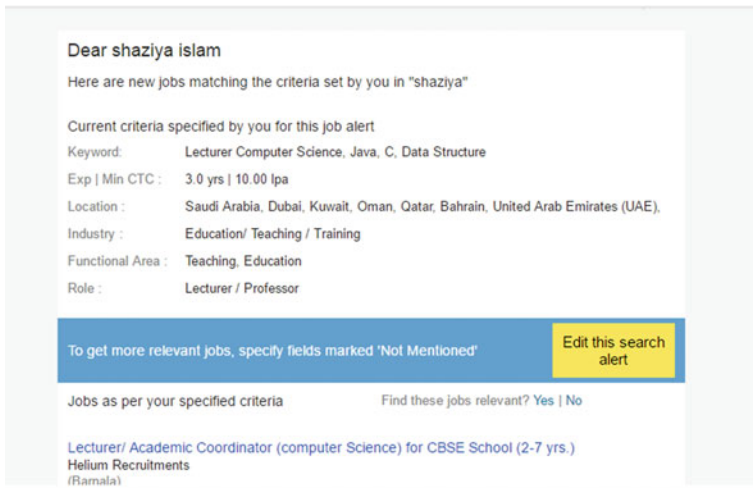 Dear shaziya islam
Here are new jobs matching the criteria set by you in "shaziya"
Current criteria specified by you for this job alert
Keyword: Lecturer Computer Science, Java, C, Data Structure
Exp | Min CTC : 3.0 yrs | 10.00 lpa
Location : Saudi Arabia, Dubai, Kuwait, Oman, Qatar, Bahrain, United Arab Emirates (UAE),
Industry : Education/ Teaching / Training
Functional Area : Teaching, Education
Role : Lecturer / Professor
To get more relevant jobs, specify fields marked 'Not Mentioned'
Edit this search
alert
Jobs as per your specified criteria Find these jobs relevant? Yes | No
Lecturer/ Academic Coordinator (computer Science) for CBSE School (2-7 yrs.)
Helium Recruitments
(Barnala)